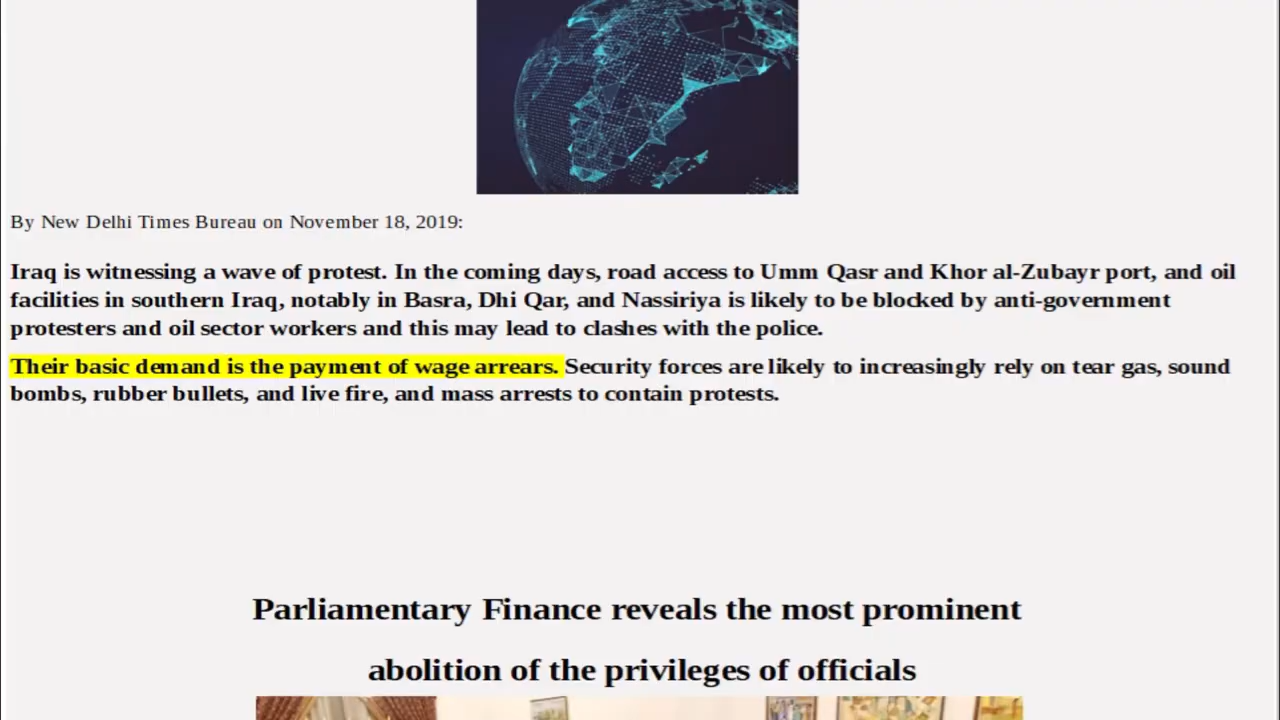 By New Delhi Times Bureau on November 18, 2019:
Iraq is witnessing a wave of protest. In the coming days, road access to Umm Qasr and Khor al-Zubayr port, and oil
facilities in southern Iraq, notably in Basra, Dhi Qar, and Nassiriya is likely to be blocked by anti-government
protesters and oil sector workers and this may lead to clashes with the police.
Their basic demand is the payment of wage arrears. Security forces are likely to increasingly rely on tear gas, sound
bombs, rubber bullets, and live fire, and mass arrests to contain protests.
Parliamentary Finance reveals the most prominent
abolition of the privileges of officials